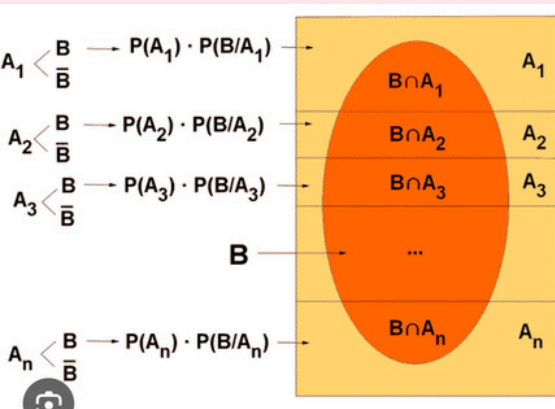 A₁ B P(A₁) · P(B/A₁) B∩A₁ A₁
B̅
A₂ B P(A₂) · P(B/A₂) B∩A₂ A₂
B̅
A₃ B P(A₃) · P(B/A₃) B∩A₃ A₃
B̅
B ...
Aₙ B P(Aₙ) · P(B/Aₙ) B∩Aₙ Aₙ
B̅